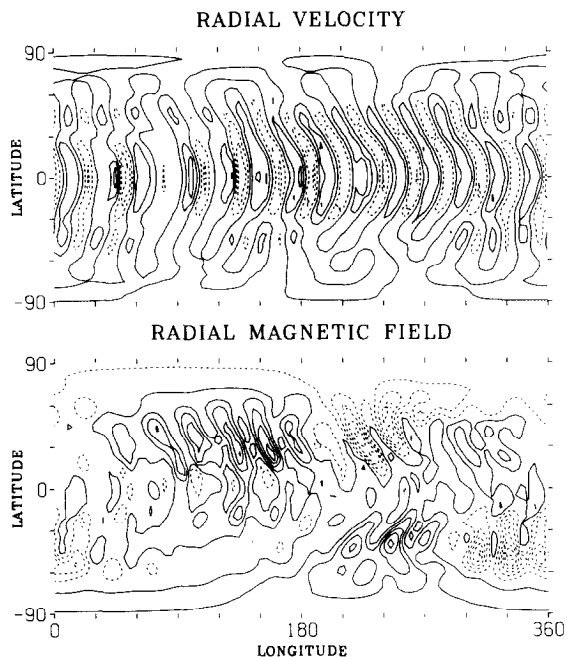 RADIAL VELOCITY
90
LATITUDE
0
-90
RADIAL MAGNETIC FIELD
90
LATITUDE
0
-90
0
180
360
LONGITUDE